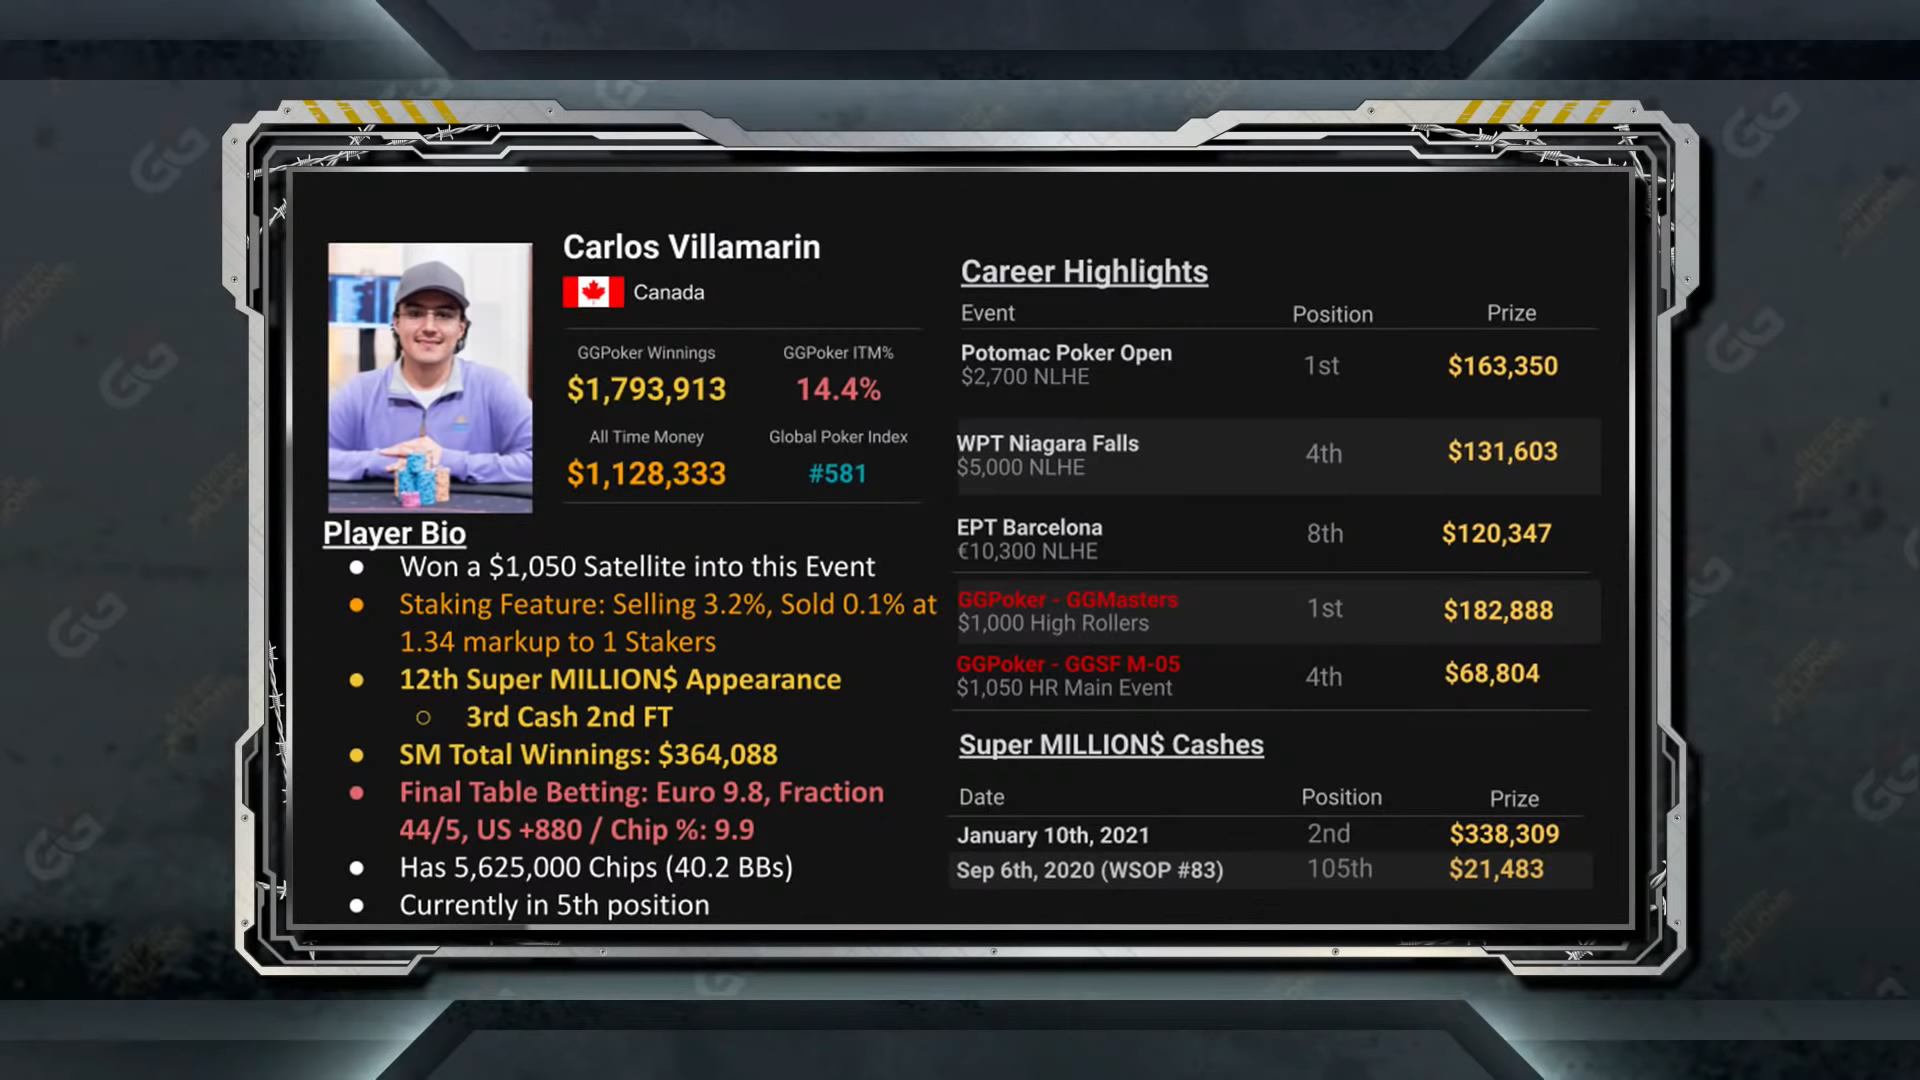 Carlos Villamarin
Canada
GGPoker Winnings
GGPoker ITM%
$1,793,913
14.4%
All Time Money
Global Poker Index
$1,128,333
#581
Player Bio
Won a $1,050 Satellite into this Event
Staking Feature: Selling 3.2%, Sold 0.1% at
1.34 markup to 1 Stakers
12th Super MILLION$ Appearance
3rd Cash 2nd FT
SM Total Winnings: $364,088
Final Table Betting: Euro 9.8, Fraction
44/5, US +880 / Chip %: 9.9
Has 5,625,000 Chips (40.2 BBs)
Currently in 5th position
Career Highlights
Event Position Prize
Potomac Poker Open
$2,700 NLHE
1st $163,350
WPT Niagara Falls
$5,000 NLHE
4th $131,603
EPT Barcelona
€10,300 NLHE
8th $120,347
GGPoker - GGMasters
$1,000 High Rollers
1st $182,888
GGPoker - GGSF M-05
$1,050 HR Main Event
4th $68,804
Super MILLION$ Cashes
Date Position Prize
January 10th, 2021 2nd $338,309
Sep 6th, 2020 (WSOP #83) 105th $21,483